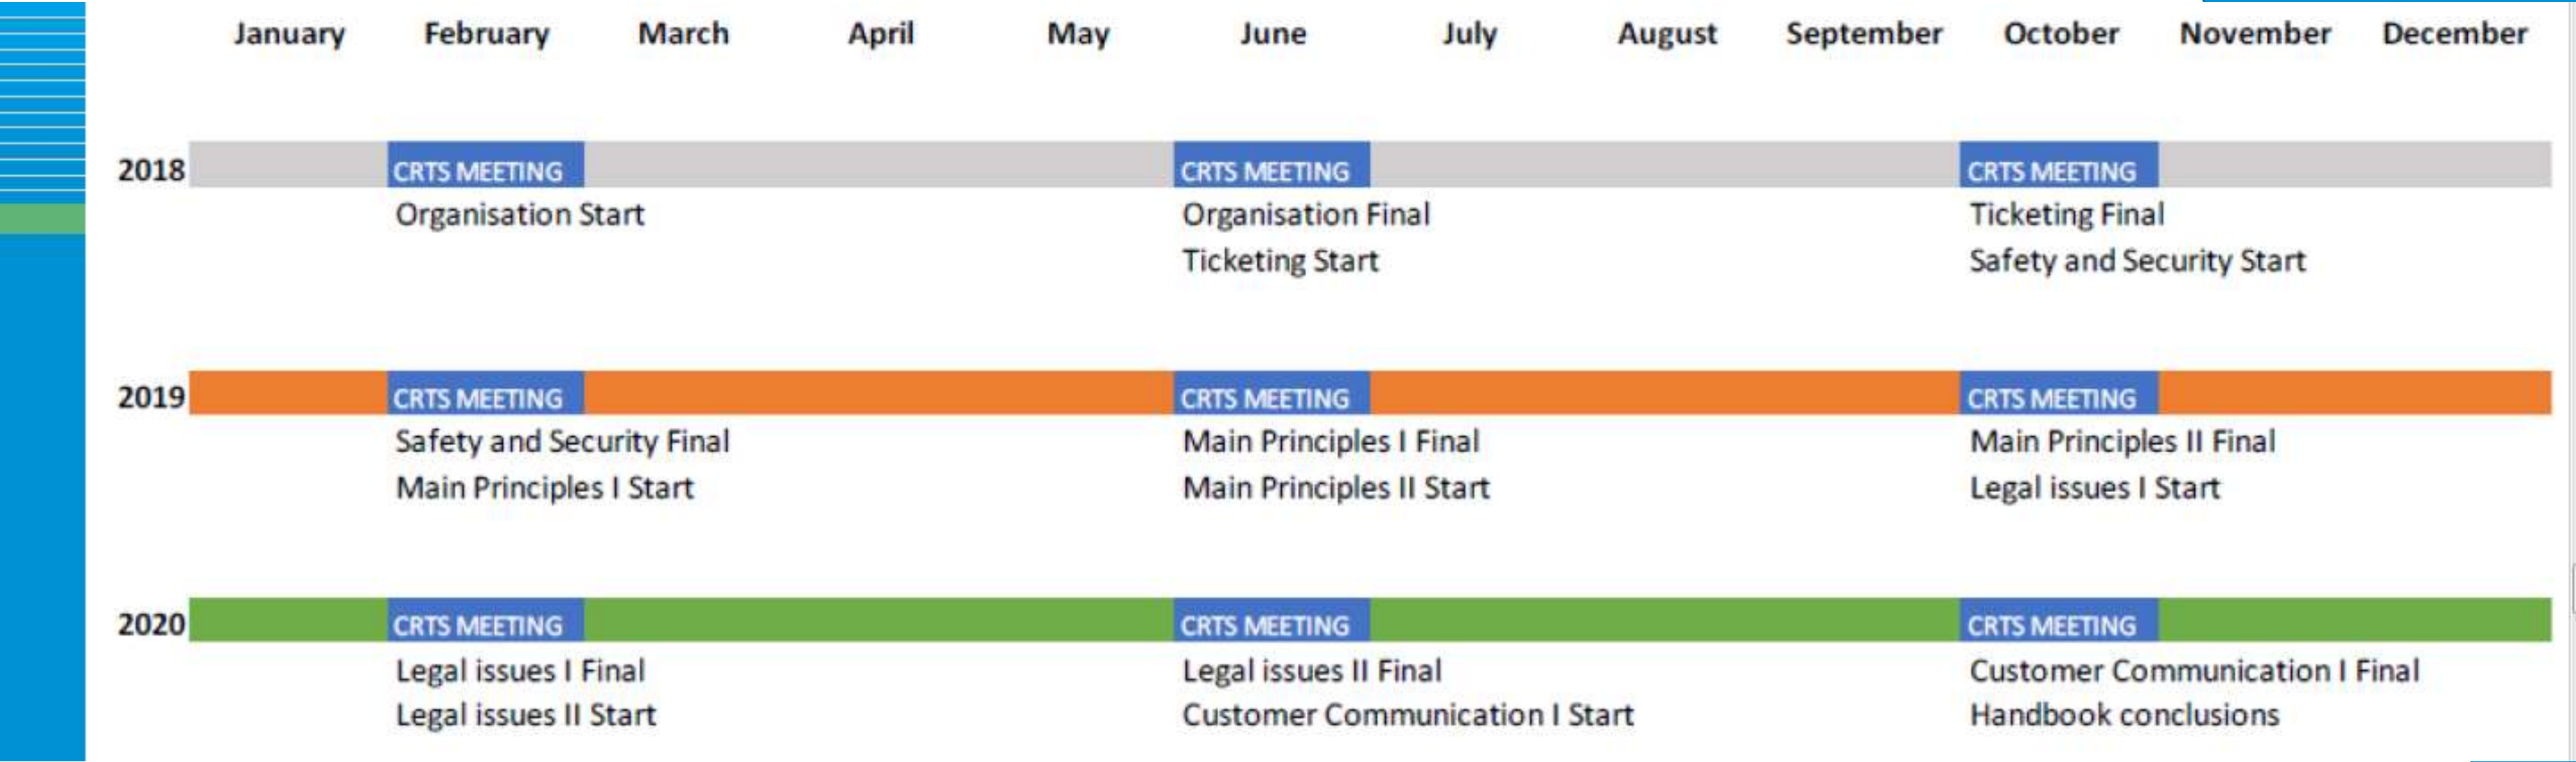 January February March April May June July August September October November December
2018 CRTS MEETING CRTS MEETING CRTS MEETING
Organisation Start Organisation Final Ticketing Final
Ticketing Start Safety and Security Start
2019 CRTS MEETING CRTS MEETING CRTS MEETING
Safety and Security Final Main Principles I Final Main Principles II Final
Main Principles I Start Main Principles II Start Legal issues I Start
2020 CRTS MEETING CRTS MEETING CRTS MEETING
Legal issues I Final Legal issues II Final Customer Communication I Final
Legal issues II Start Customer Communication I Start Handbook conclusions